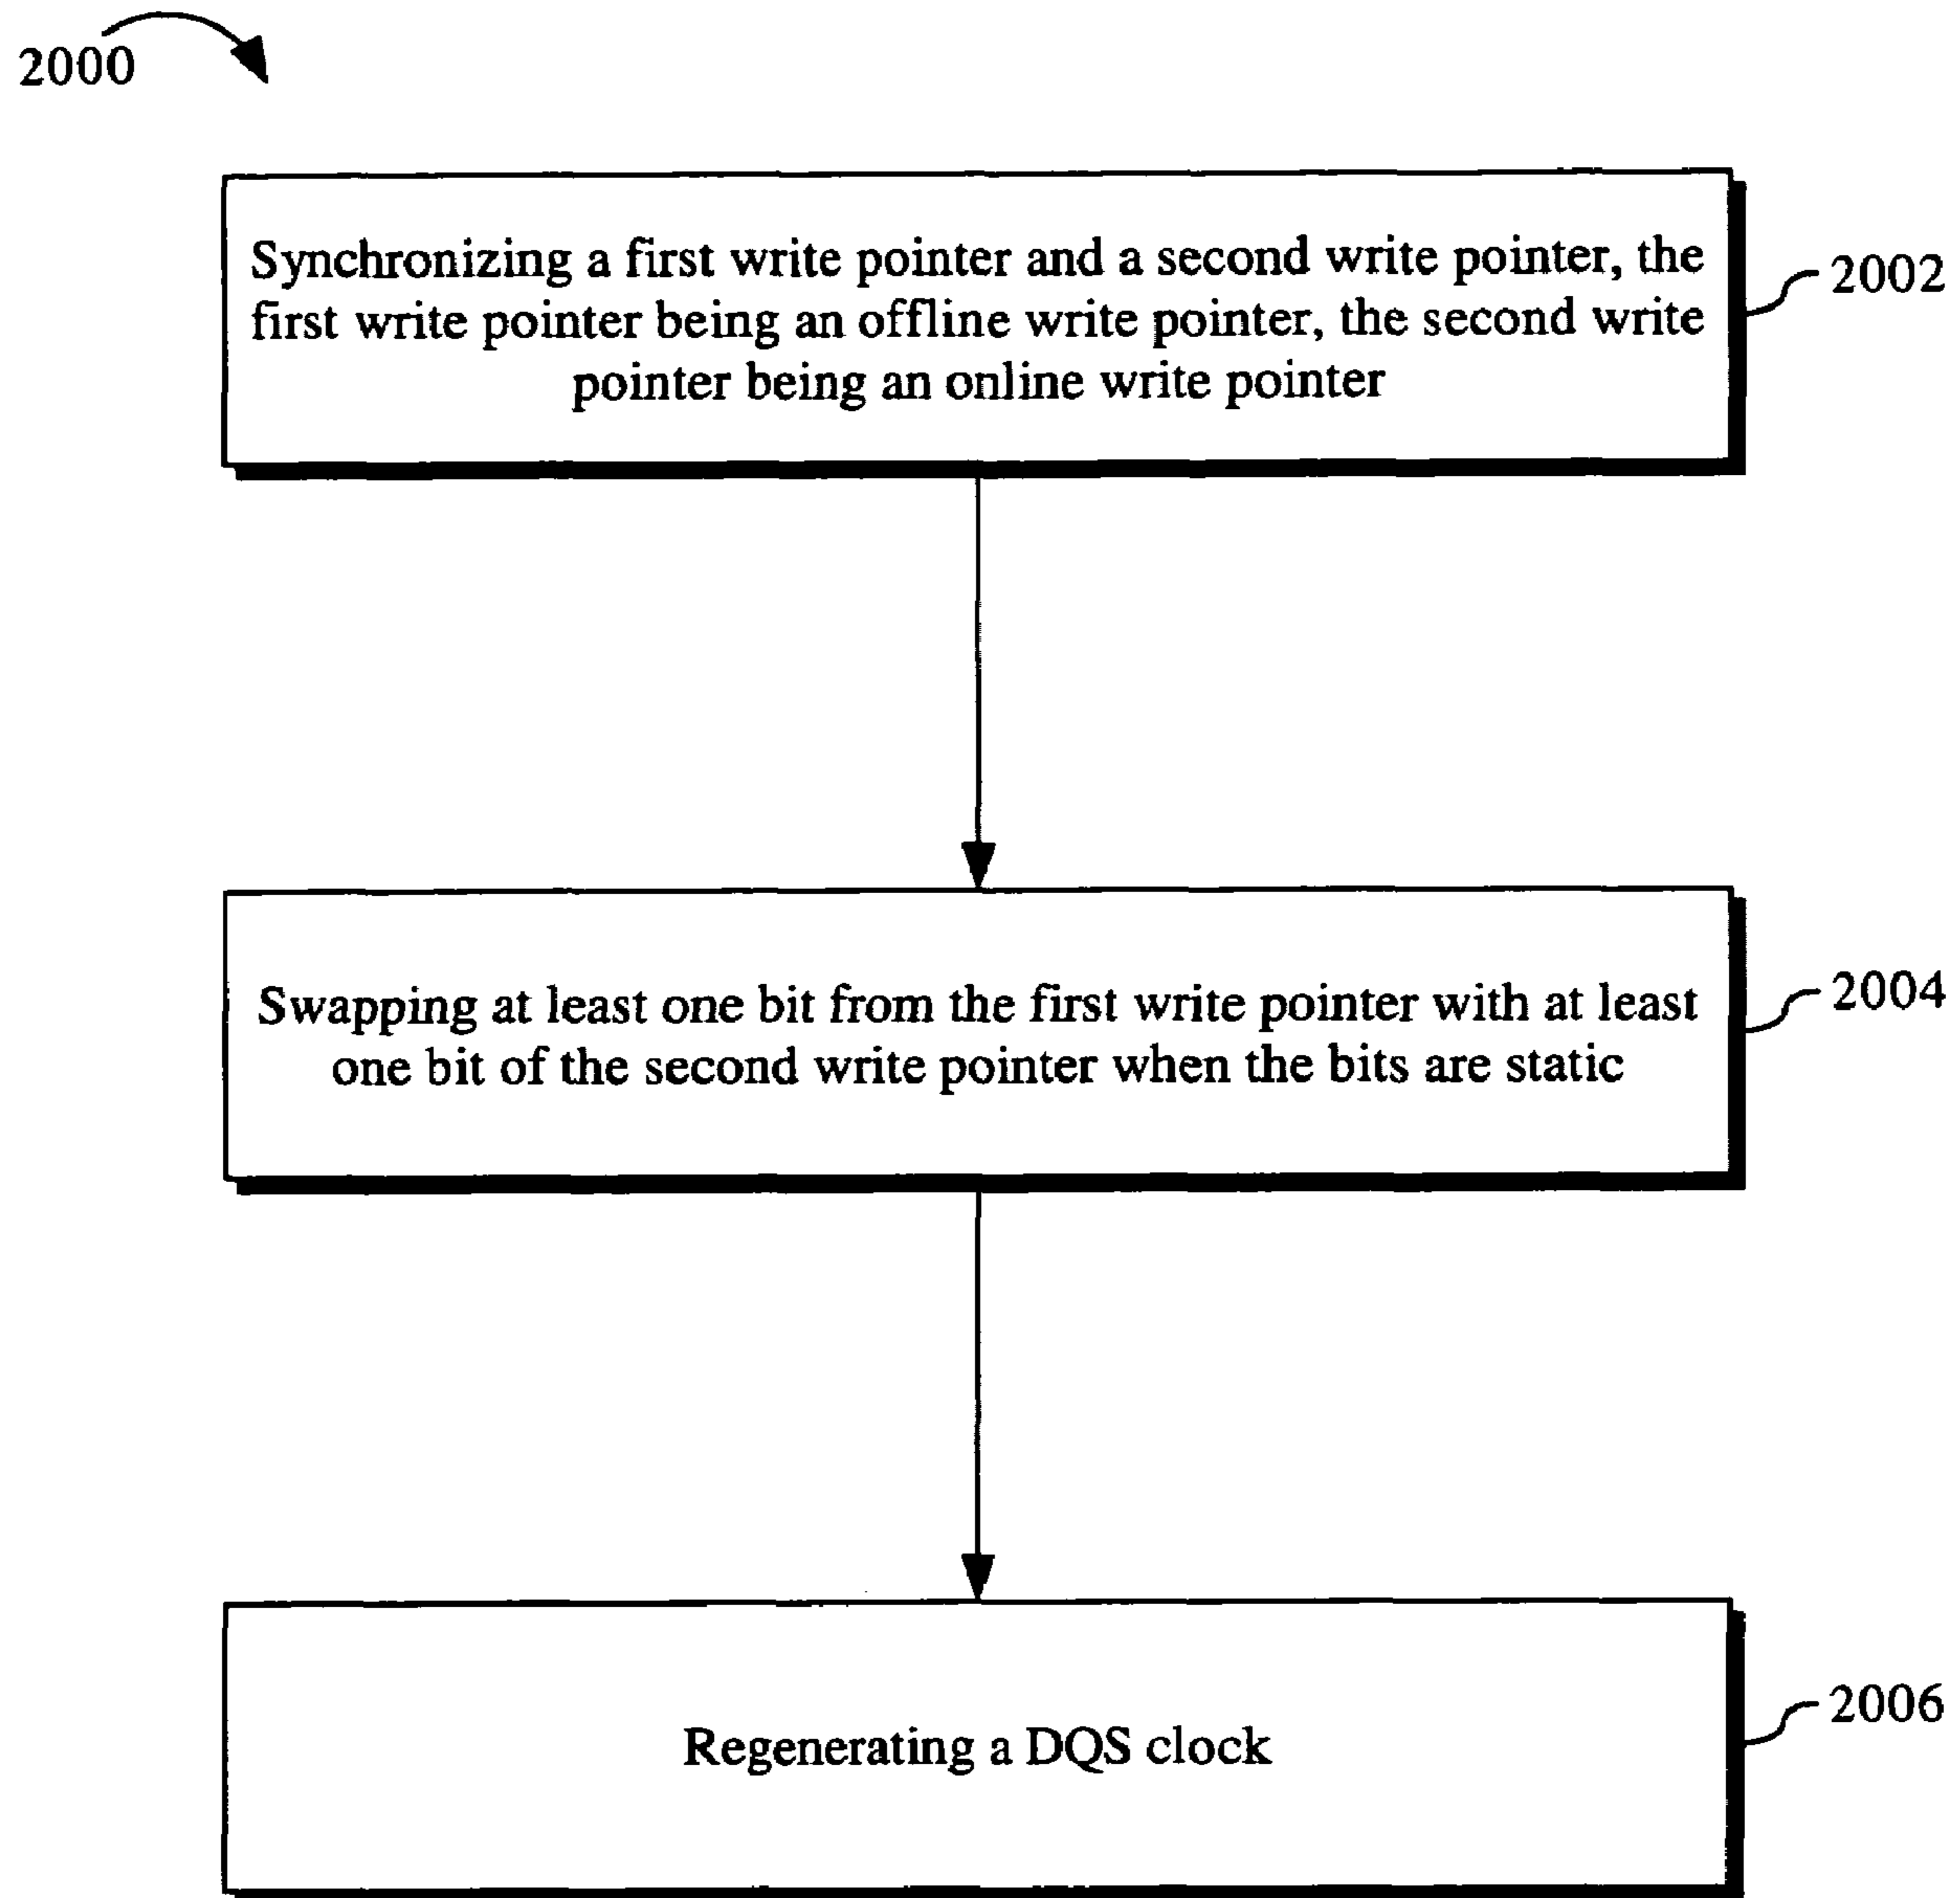 2000
Synchronizing a first write pointer and a second write pointer, the
first write pointer being an offline write pointer, the second write
pointer being an online write pointer
2002
Swapping at least one bit from the first write pointer with at least
one bit of the second write pointer when the bits are static
2004
Regenerating a DQS clock
2006